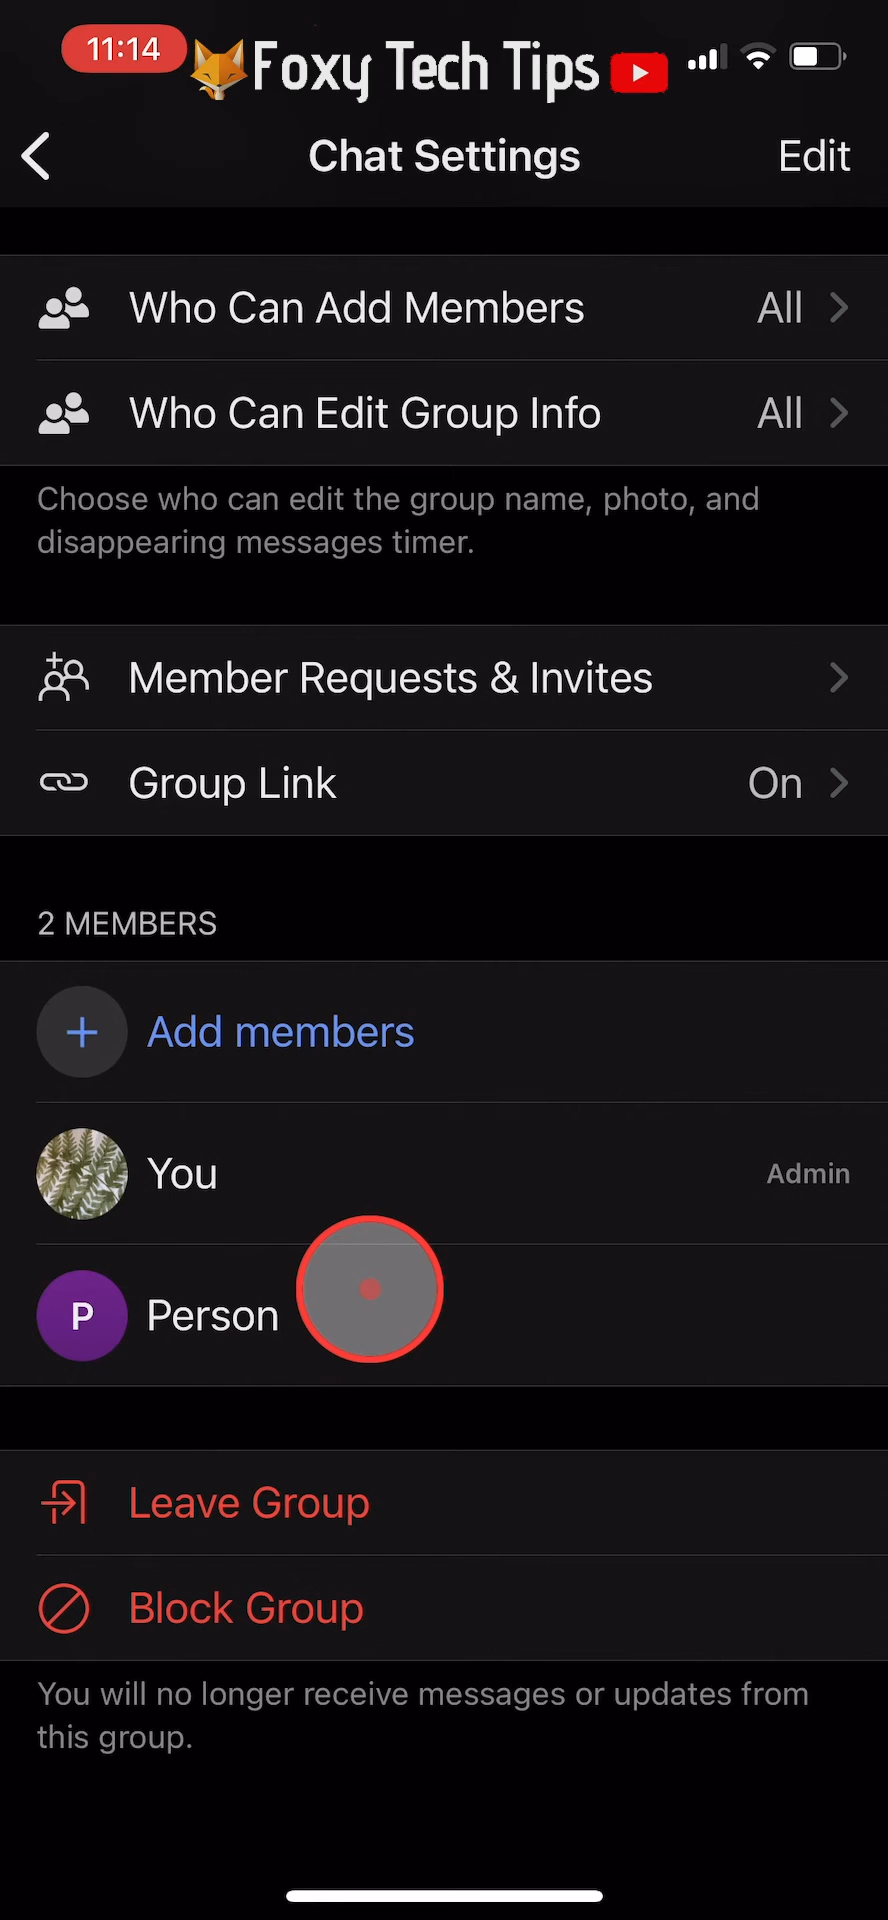 11:14
Foxy Tech Tips
Chat Settings
Edit
Who Can Add Members
All
Who Can Edit Group Info
All
Choose who can edit the group name, photo, and
disappearing messages timer.
Member Requests & Invites
Group Link
On
2 MEMBERS
Add members
You
Admin
P
Person
Leave Group
Block Group
You will no longer receive messages or updates from
this group.